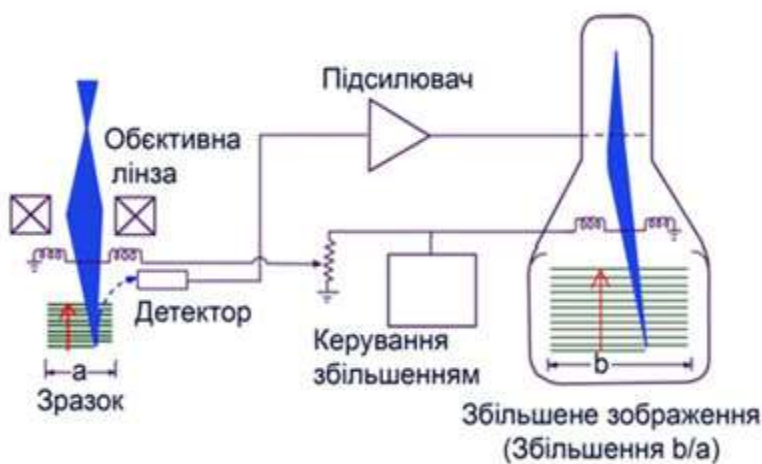 Підсилювач
Обєктивна
лінза
Детектор
a
Зразок
Керування
збільшенням
b
Збільшене зображення
(Збільшення b/a)